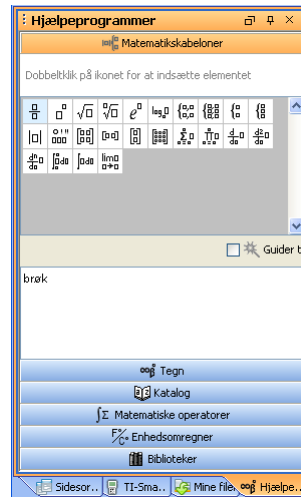 Hjælpeprogrammer
Matematikskabeloner
Dobbeltklik på ikonet for at indsætte elementet
Guider t
brøk
Tegn
Katalog
∫Σ Matematiske operatorer
Enhedsomregner
Biblioteker
Sidesor.. TI-Sma.. Mine filer Hjælpe..